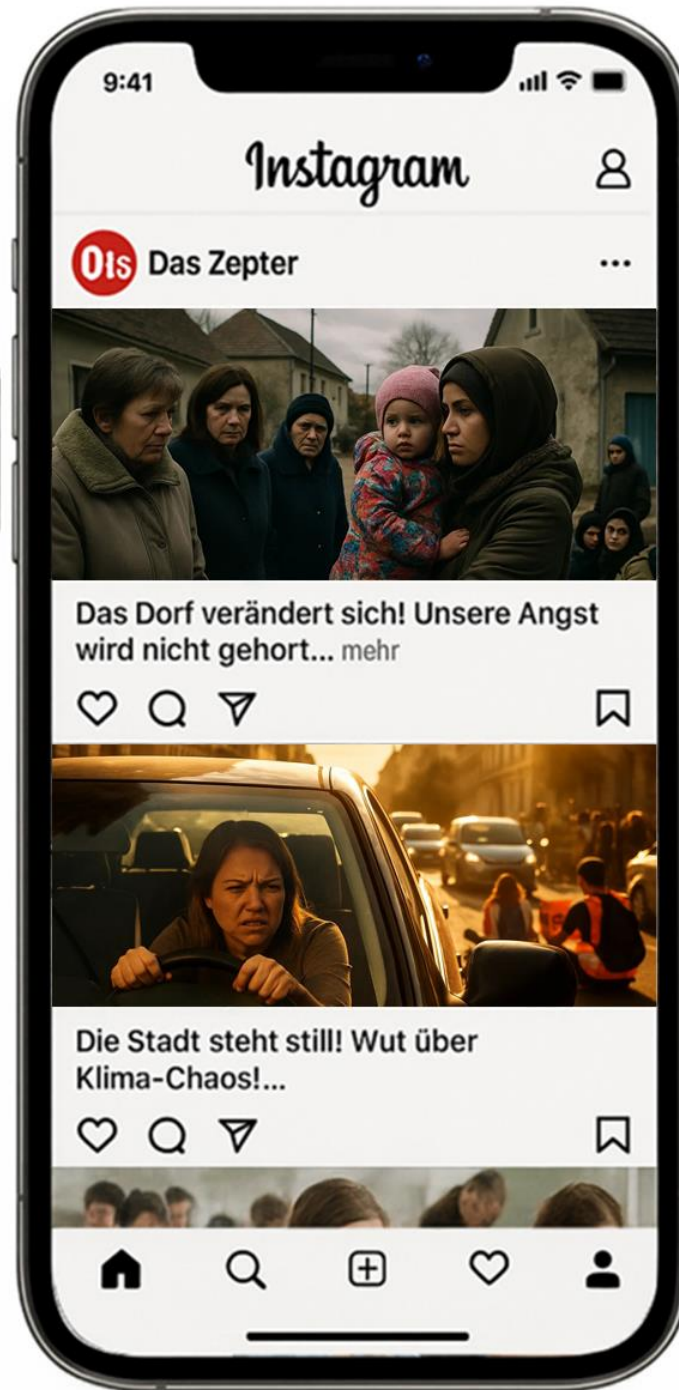 9:41
Instagram
Ols Das Zepter
Das Dorf verändert sich! Unsere Angst
wird nicht gehort... mehr
Die Stadt steht still! Wut über
Klima-Chaos!...